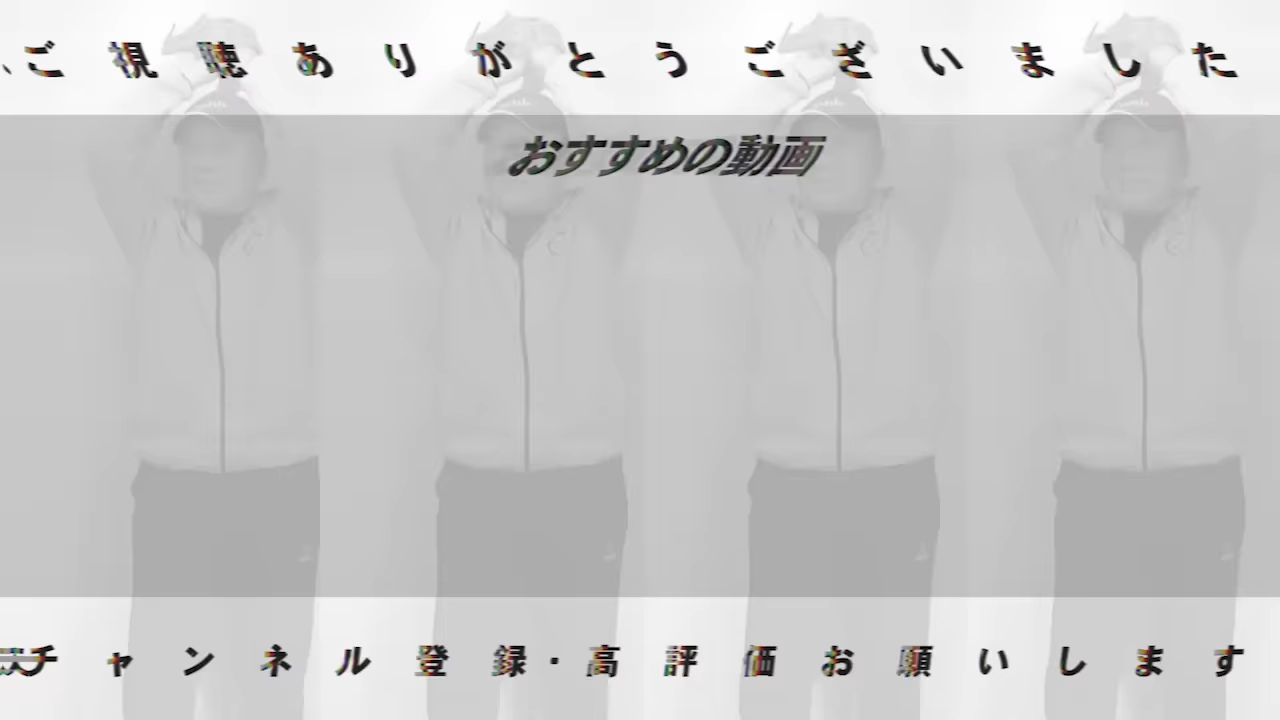 ご視聴ありがとうございました
おすすめの動画
チャンネル登録・高評価お願いします